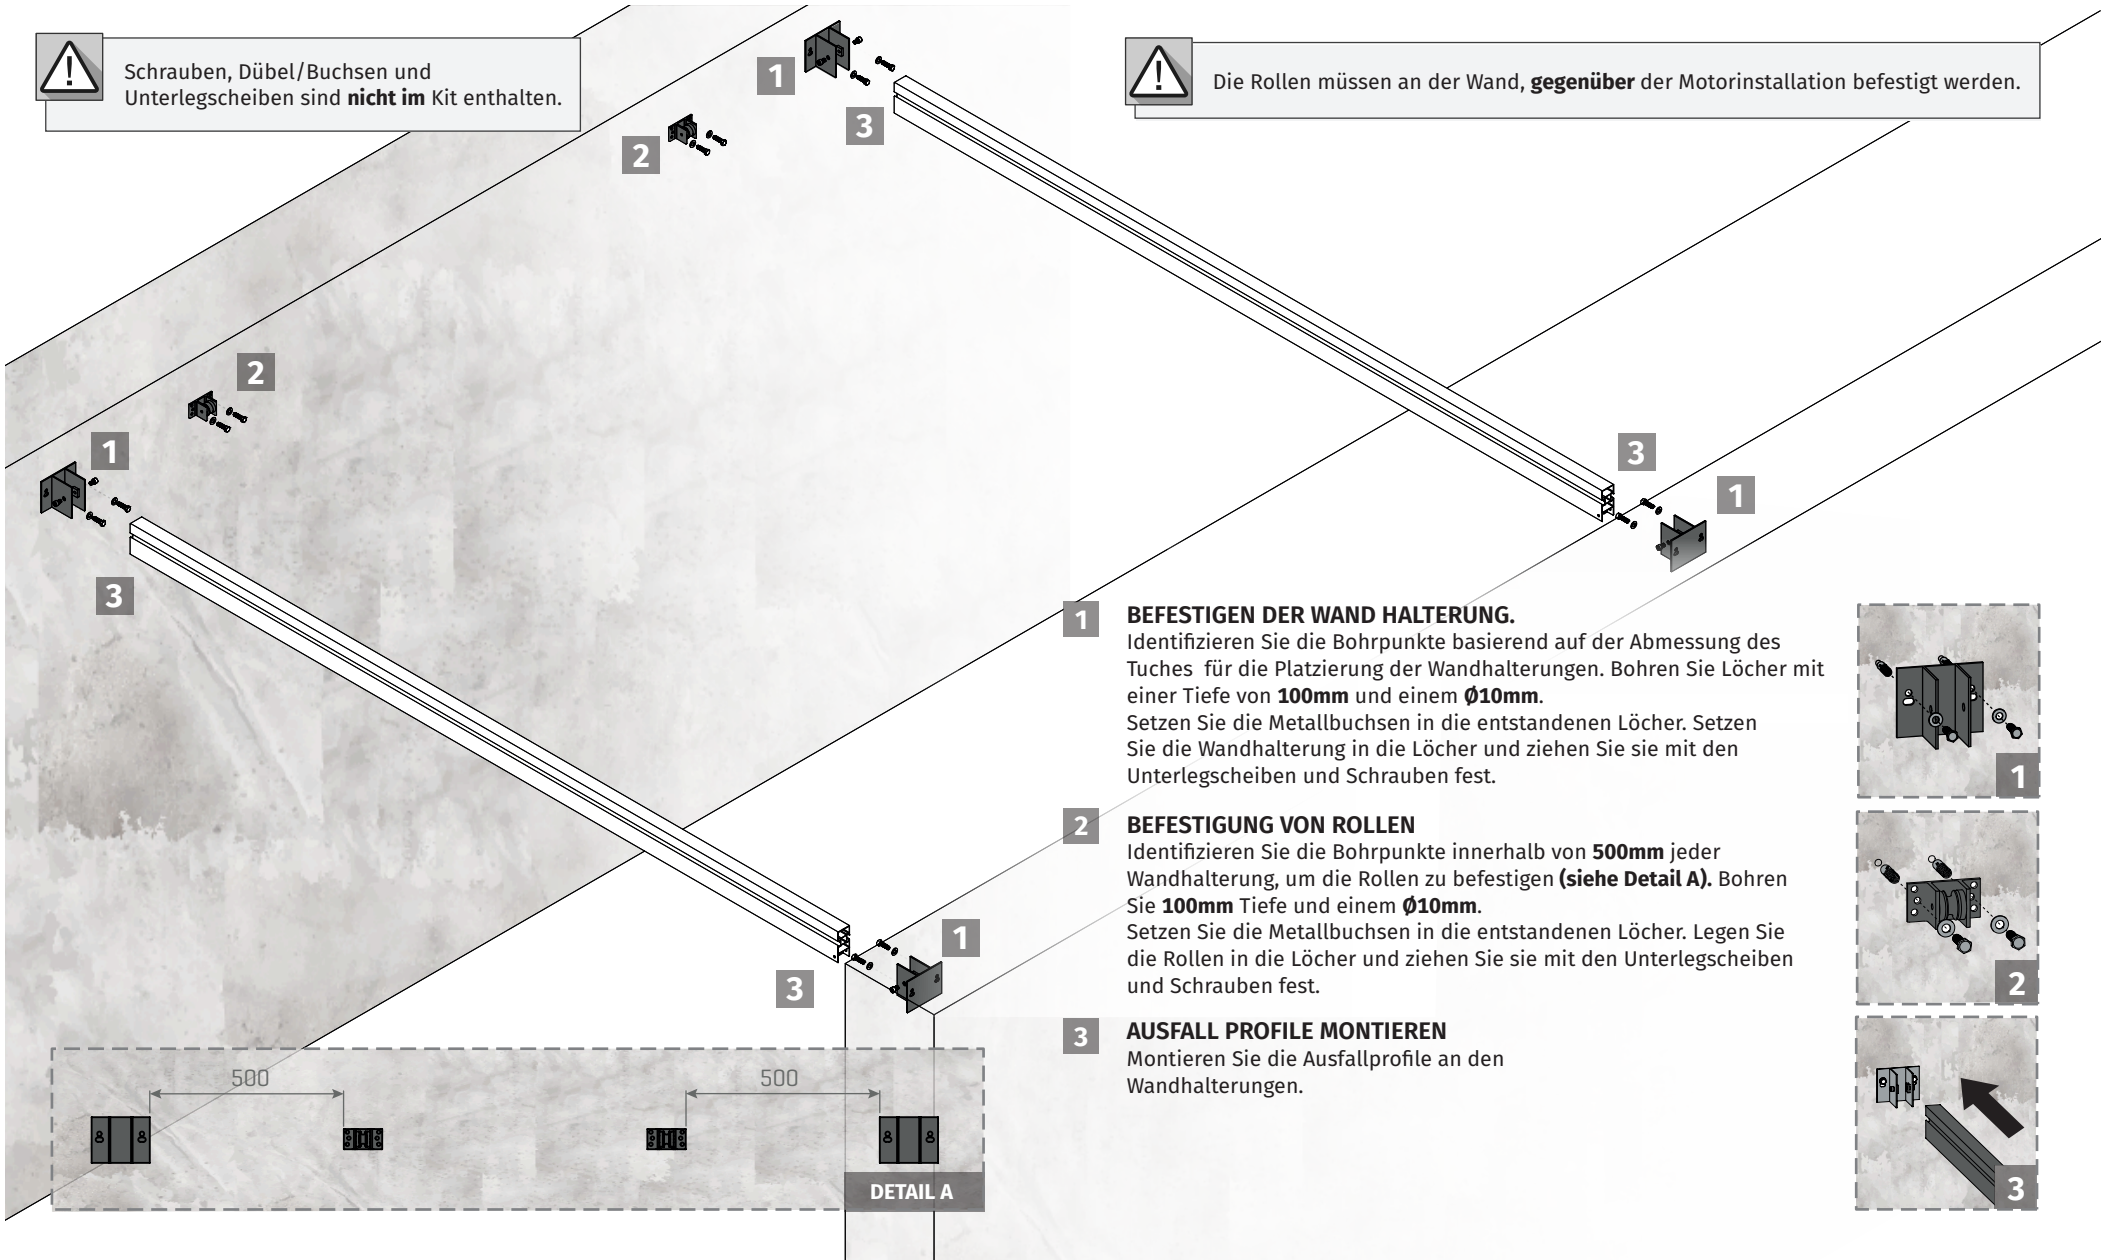 Schrauben, Dübel/Buchsen und
Unterlegscheiben sind nicht im Kit enthalten.
Die Rollen müssen an der Wand, gegenüber der Motorinstallation befestigt werden.
1
3
2
2
1
3
3
1
1
3
1
BEFESTIGEN DER WAND HALTERUNG.
Identifizieren Sie die Bohrpunkte basierend auf der Abmessung des
Tuches für die Platzierung der Wandhalterungen. Bohren Sie Löcher mit
einer Tiefe von 100mm und einem Ø10mm.
Setzen Sie die Metallbuchsen in die entstandenen Löcher. Setzen
Sie die Wandhalterung in die Löcher und ziehen Sie sie mit den
Unterlegscheiben und Schrauben fest.
1
2
BEFESTIGUNG VON ROLLEN
Identifizieren Sie die Bohrpunkte innerhalb von 500mm jeder
Wandhalterung, um die Rollen zu befestigen (siehe Detail A). Bohren
Sie 100mm Tiefe und einem Ø10mm.
Setzen Sie die Metallbuchsen in die entstandenen Löcher. Legen Sie
die Rollen in die Löcher und ziehen Sie sie mit den Unterlegscheiben
und Schrauben fest.
2
3
AUSFALL PROFILE MONTIEREN
Montieren Sie die Ausfallprofile an den
Wandhalterungen.
3
500
500
DETAIL A